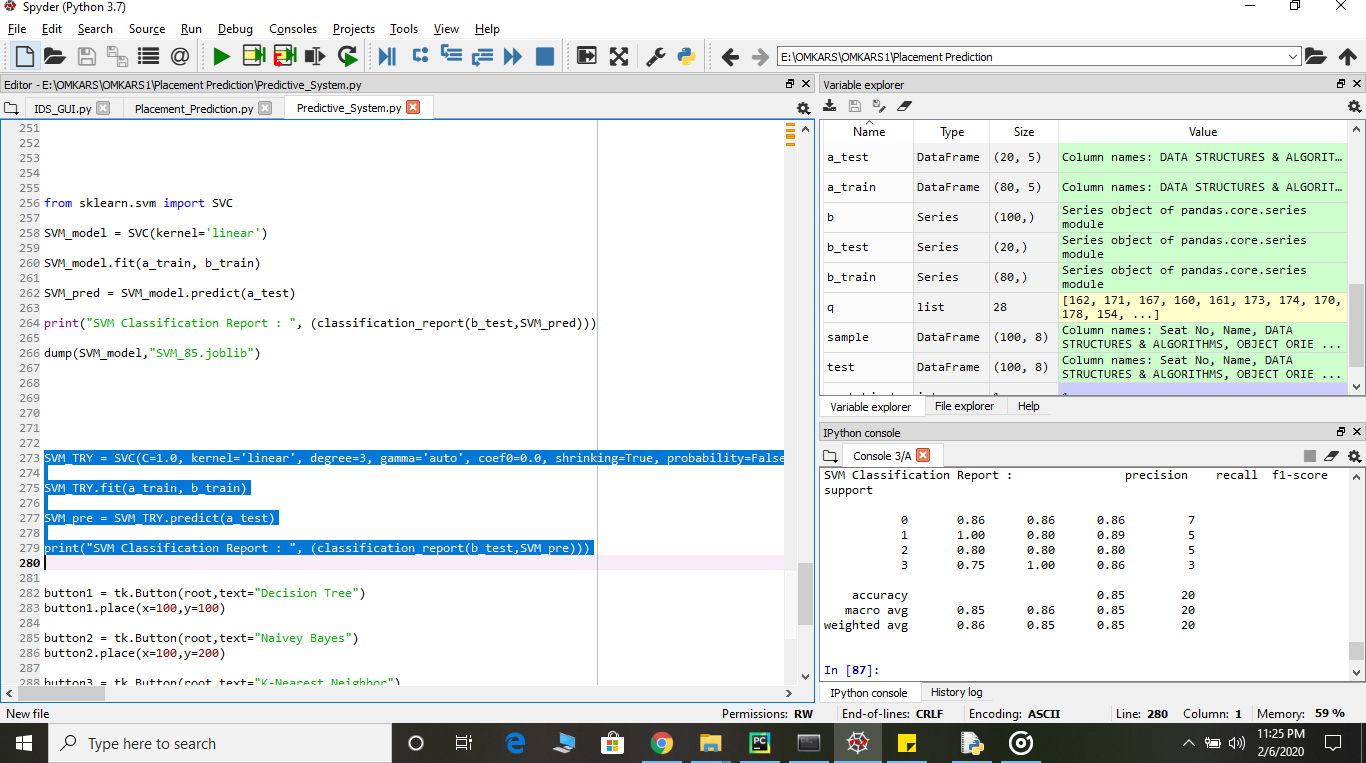 Spyder (Python 3.7)
File Edit Search Source Run Debug Consoles Projects Tools View Help
E:\OMKARS\OMKARS1\Placement Prediction
Editor - E:\OMKARS\OMKARS1\Placement Prediction\Predictive_System.py
IDS_GUI.py Placement_Prediction.py Predictive_System.py
251
252
253
254
255
256 from sklearn.svm import SVC
257
258 SVM_model = SVC(kernel='linear')
259
260 SVM_model.fit(a_train, b_train)
261
262 SVM_pred = SVM_model.predict(a_test)
263
264 print("SVM Classification Report : ", (classification_report(b_test,SVM_pred)))
265
266 dump(SVM_model,"SVM_85.joblib")
267
268
269
270
271
272
273 SVM_TRY = SVC(C=1.0, kernel='linear', degree=3, gamma='auto', coef0=0.0, shrinking=True, probability=False
274
275 SVM_TRY.fit(a_train, b_train)
276
277 SVM_pre = SVM_TRY.predict(a_test)
278
279 print("SVM Classification Report : ", (classification_report(b_test,SVM_pre)))
280
281
282 button1 = tk.Button(root,text="Decision Tree")
283 button1.place(x=100,y=100)
284
285 button2 = tk.Button(root,text="Naivey Bayes")
286 button2.place(x=100,y=200)
287
288 button3 = tk.Button(root,text="K-Nearest Neighbor")
Variable explorer
Name Type Size Value
a_test DataFrame (20, 5) Column names: DATA STRUCTURES & ALGORIT...
a_train DataFrame (80, 5) Column names: DATA STRUCTURES & ALGORIT...
b Series (100,) Series object of pandas.core.series
module
b_test Series (20,) Series object of pandas.core.series
module
b_train Series (80,) Series object of pandas.core.series
module
q list 28 [162, 171, 167, 160, 161, 173, 174, 170,
178, 154, ...]
sample DataFrame (100, 8) Column names: Seat No, Name, DATA
STRUCTURES & ALGORITHMS, OBJECT ORIE ...
test DataFrame (100, 8) Column names: Seat No, Name, DATA
STRUCTURES & ALGORITHMS, OBJECT ORIE ...
Variable explorer File explorer Help
IPython console
Console 3/A
SVM Classification Report : precision recall f1-score
support
0 0.86 0.86 0.86 7
1 1.00 0.80 0.89 5
2 0.80 0.80 0.80 5
3 0.75 1.00 0.86 3
accuracy 0.85 20
macro avg 0.85 0.86 0.85 20
weighted avg 0.86 0.85 0.85 20
In [87]:
IPython console History log
New file Permissions: RW End-of-lines: CRLF Encoding: ASCII Line: 280 Column: 1 Memory: 59 %
Type here to search
11:25 PM
2/6/2020